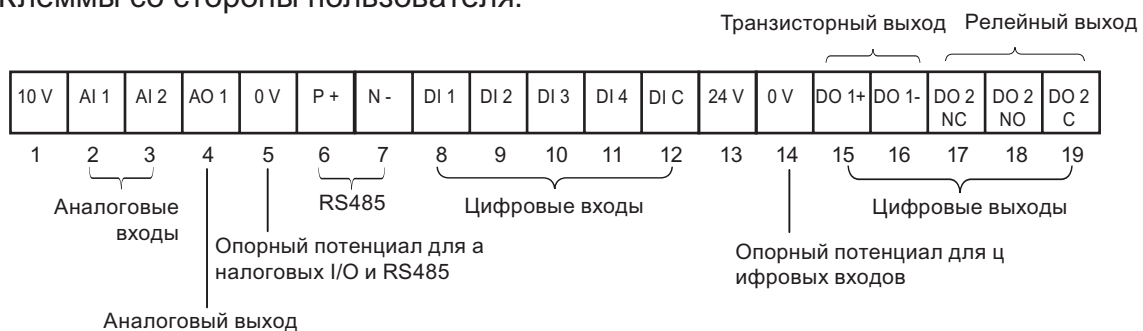 Клеммы со стороны пользователя:
Транзисторный выход Релейный выход
10 V AI 1 AI 2 AO 1 0 V P + N - DI 1 DI 2 DI 3 DI 4 DI C 24 V 0 V DO 1+ DO 1- DO 2 NC DO 2 NO DO 2 C
1 2 3 4 5 6 7 8 9 10 11 12 13 14 15 16 17 18 19
Аналоговые
входы
RS485
Цифровые входы
Цифровые выходы
Опорный потенциал для а
налоговых I/O и RS485
Опорный потенциал для ц
ифровых входов
Аналоговый выход